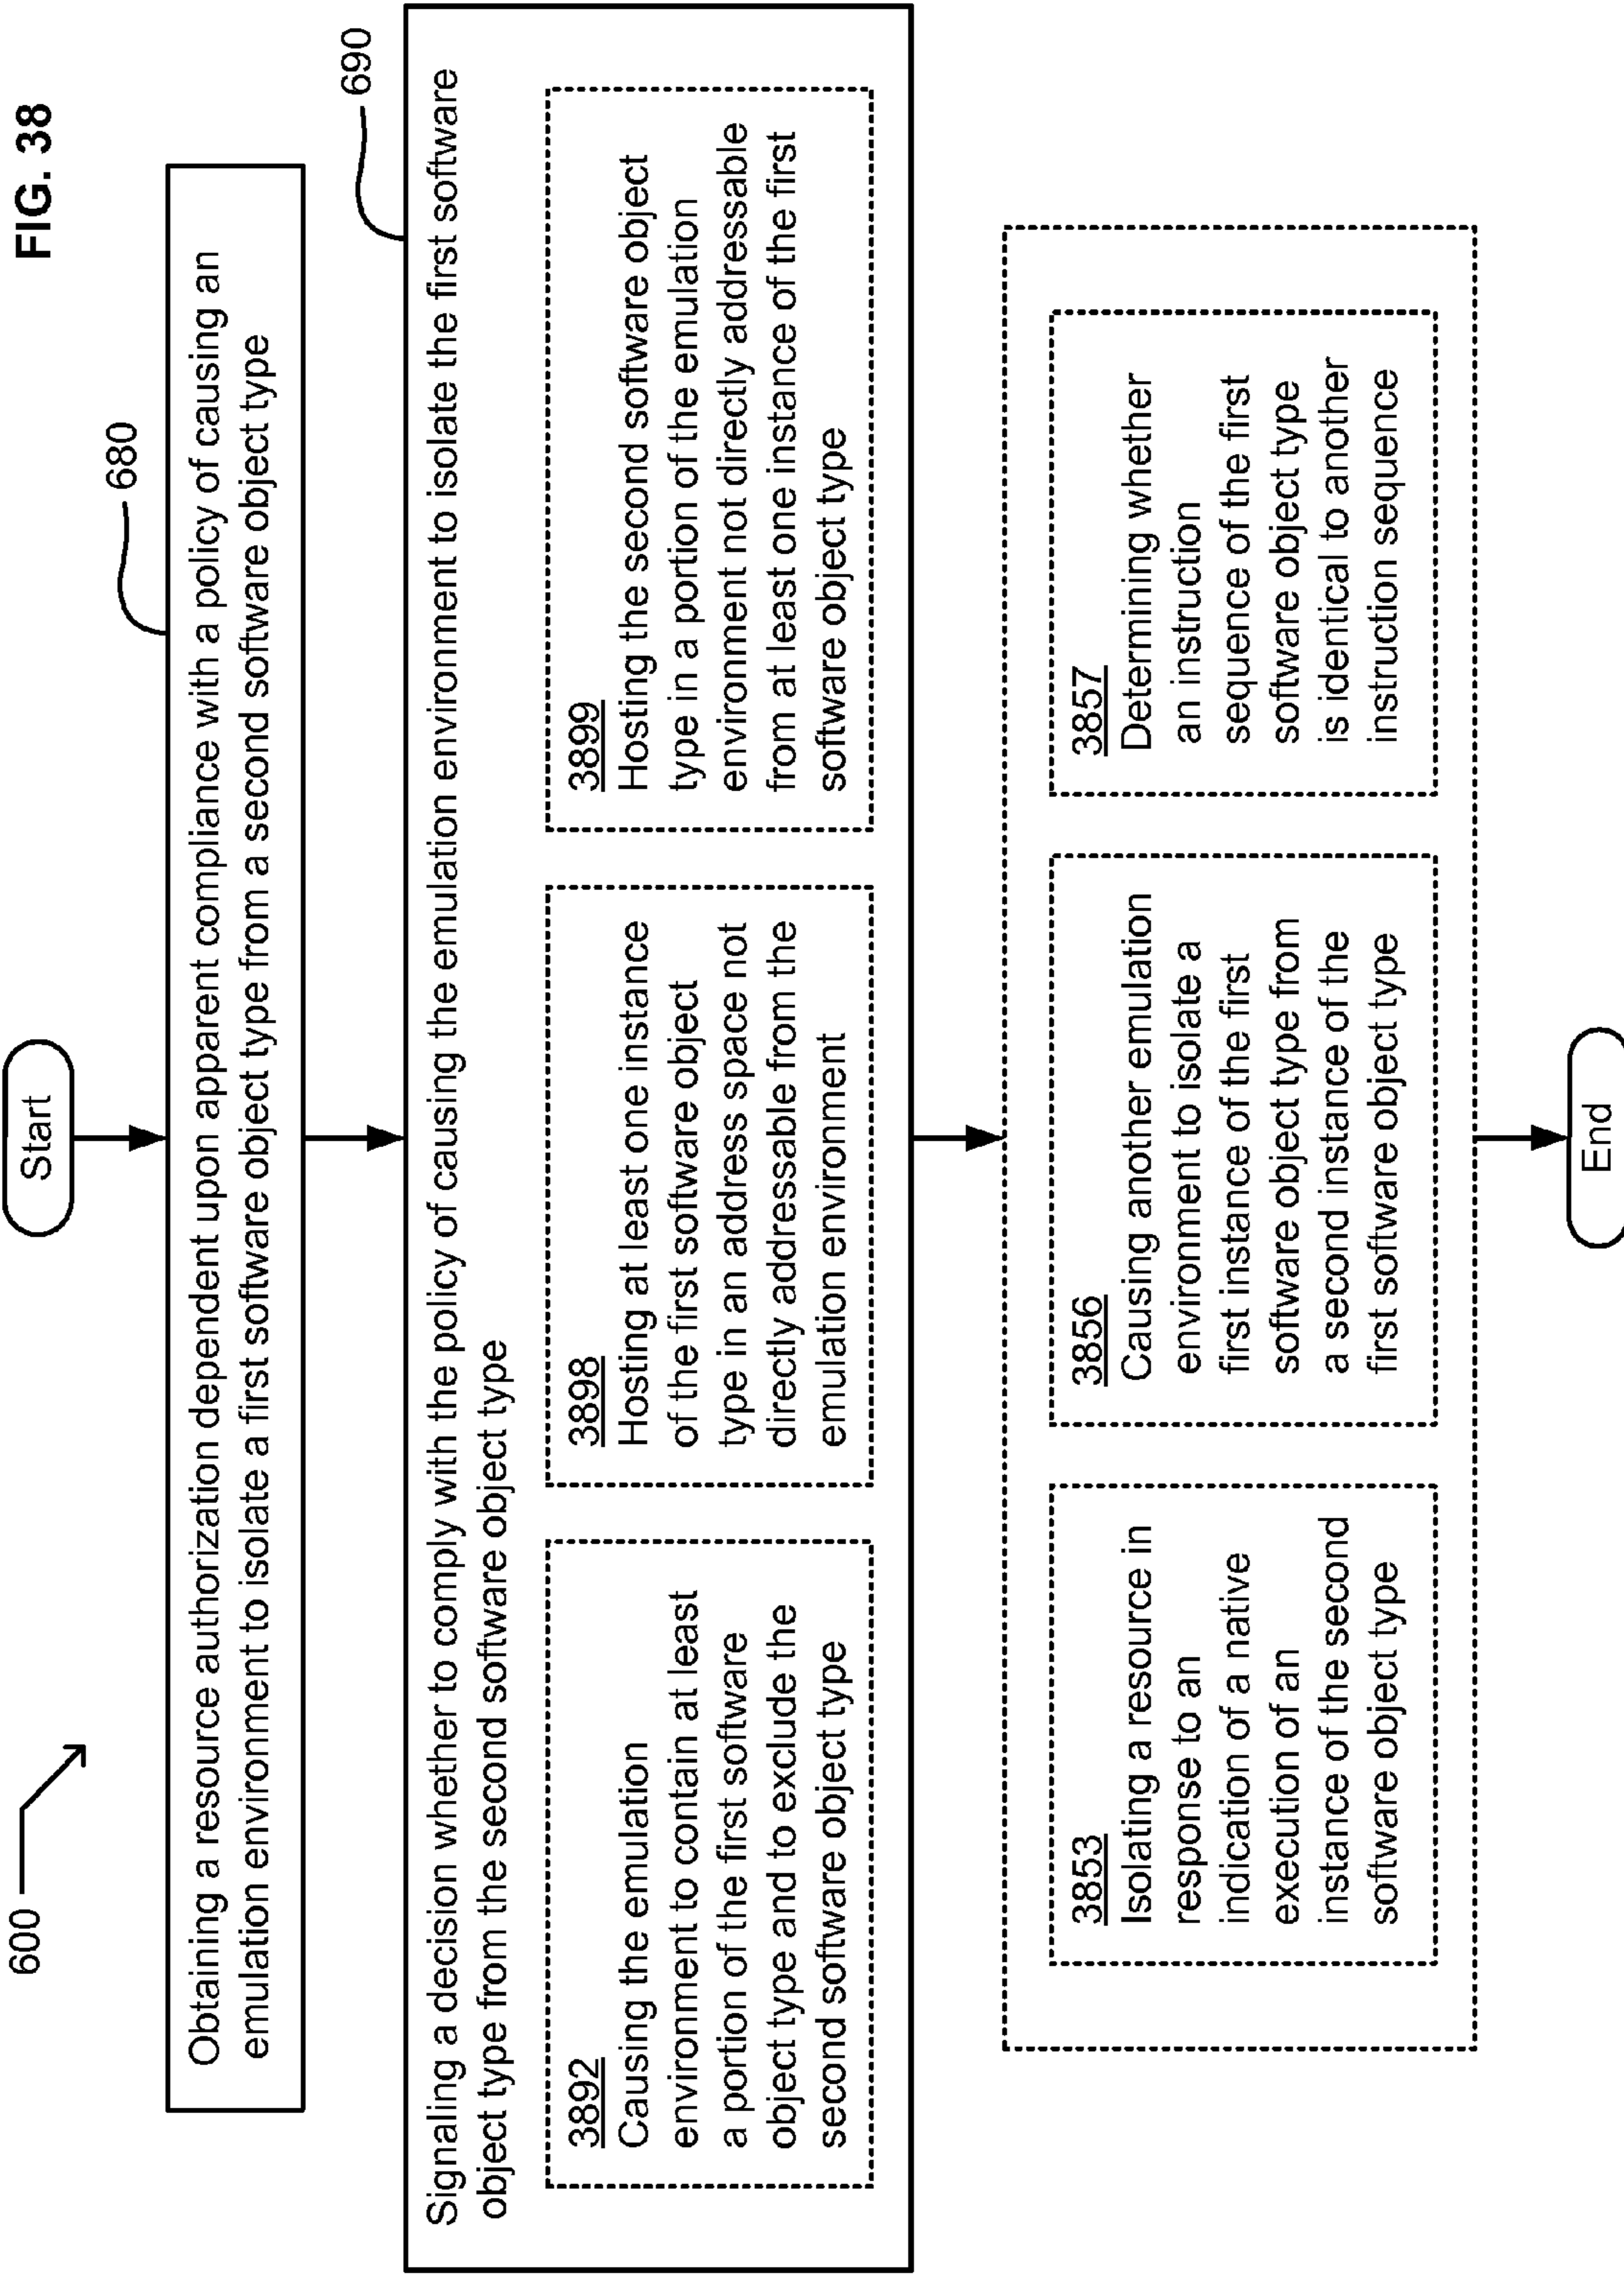 FIG. 38
600
Start
680
Obtaining a resource authorization dependent upon apparent compliance with a policy of causing an
emulation environment to isolate a first software object type from a second software object type
690
Signaling a decision whether to comply with the policy of causing the emulation environment to isolate the first software
object type from the second software object type
3892
Causing the emulation
environment to contain at least
a portion of the first software
object type and to exclude the
second software object type
3898
Hosting at least one instance
of the first software object
type in an address space not
directly addressable from the
emulation environment
3899
Hosting the second software object
type in a portion of the emulation
environment not directly addressable
from at least one instance of the first
software object type
3853
Isolating a resource in
response to an
indication of a native
execution of an
instance of the second
software object type
3856
Causing another emulation
environment to isolate a
first instance of the first
software object type from
a second instance of the
first software object type
3857
Determining whether
an instruction
sequence of the first
software object type
is identical to another
instruction sequence
End